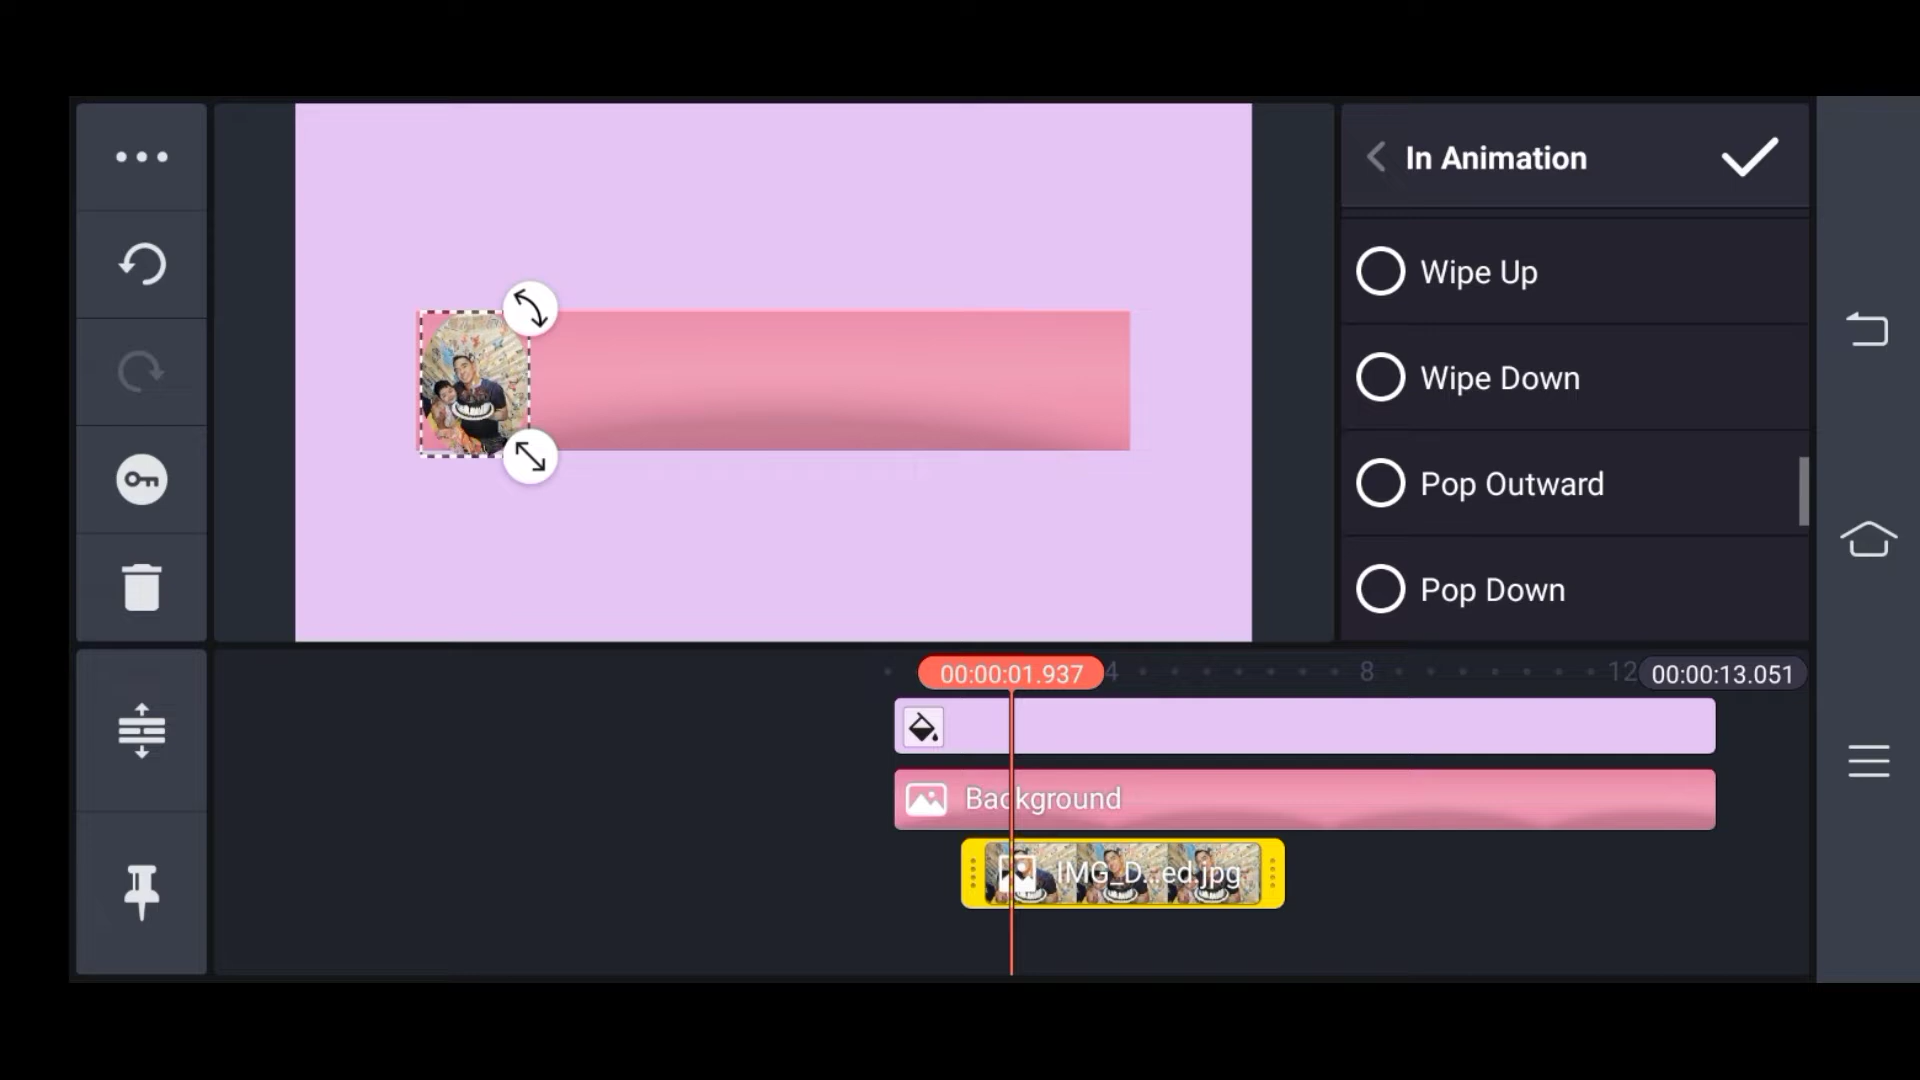 In Animation
Wipe Up
Wipe Down
Pop Outward
Pop Down
00:00:01.937
4
8
12
00:00:13.051
Background
IMG_D...ed.jpg